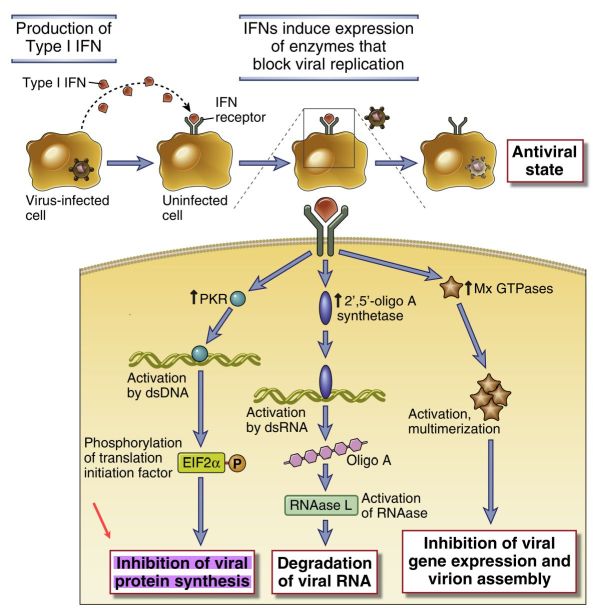 Production of
Type I IFN
IFNs induce expression
of enzymes that
block viral replication
Type I IFN
IFN
receptor
Virus-infected
cell
Uninfected
cell
Antiviral
state
PKR
2',5'-oligo A
synthetase
Mx GTPases
Activation
by dsDNA
Activation
by dsRNA
Activation,
multimerization
Phosphorylation
of translation
initiation factor
EIF2α
P
Oligo A
RNAase L
Activation
of RNAase
Inhibition of viral
protein synthesis
Degradation
of viral RNA
Inhibition of viral
gene expression and
virion assembly